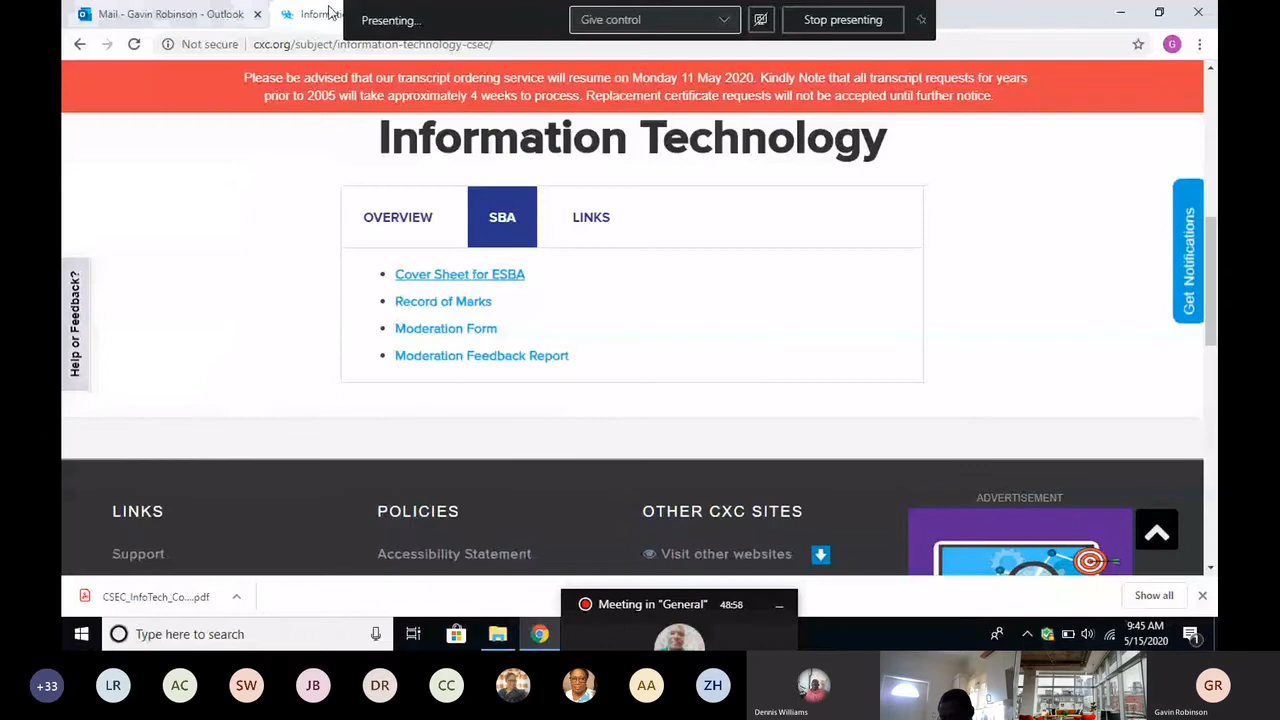 Mail - Gavin Robinson - Outlook
Presenting...
Give control
Stop presenting
Not secure
cxc.org/subject/information-technology-csec/
G
Please be advised that our transcript ordering service will resume on Monday 11 May 2020. Kindly Note that all transcript requests for years
prior to 2005 will take approximately 4 weeks to process. Replacement certificate requests will not be accepted until further notice.
Information Technology
OVERVIEW
SBA
LINKS
Cover Sheet for ESBA
Record of Marks
Moderation Form
Moderation Feedback Report
Help or Feedback?
Get Notifications
LINKS
POLICIES
OTHER CXC SITES
ADVERTISEMENT
Support
Accessibility Statement
Visit other websites
CSEC_InfoTech_Co....pdf
Show all
Meeting in "General"
48:58
Type here to search
9:45 AM
5/15/2020
1
+33
LR
AC
SW
JB
DR
CC
AA
ZH
Dennis Williams
GR
Gavin Robinson